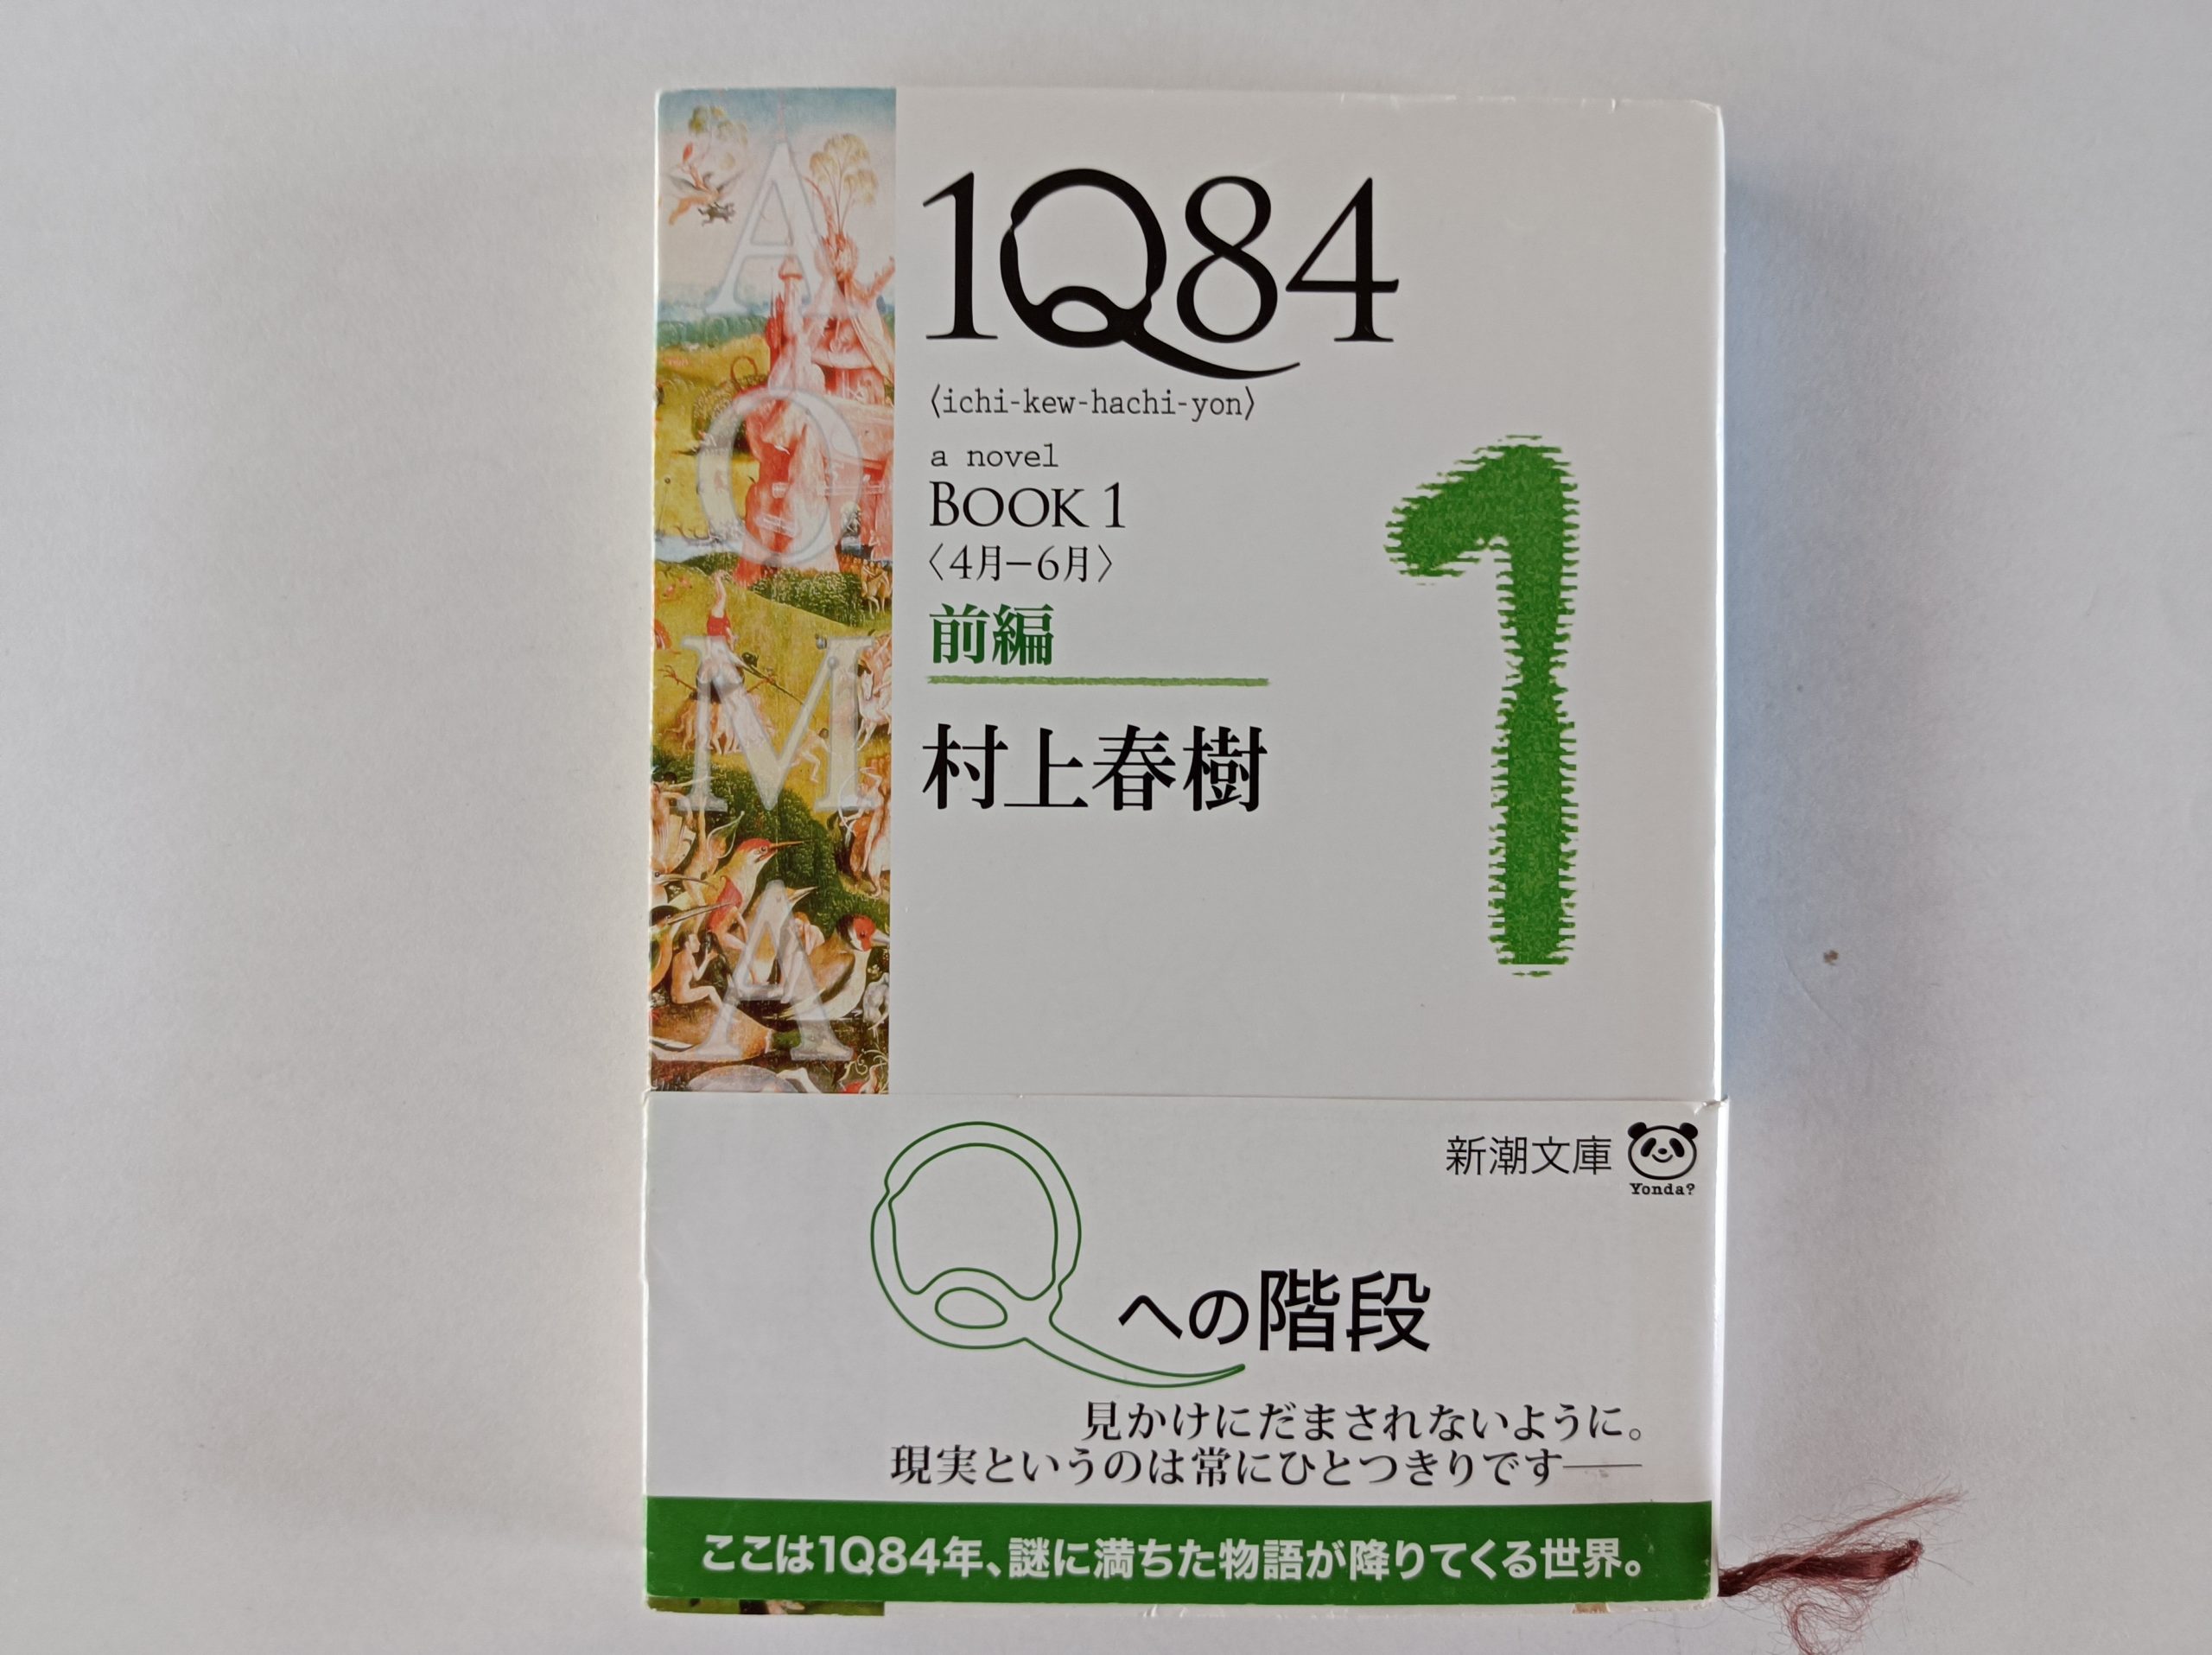 AOMA
1Q84
〈ichi-kew-hachi-yon〉
a novel
BOOK 1
〈4月−6月〉
前編
村上春樹
1
新潮文庫
Yonda?
Qへの階段
見かけにだまされないように。
現実というのは常にひとつきりです――
ここは1Q84年、謎に満ちた物語が降りてくる世界。